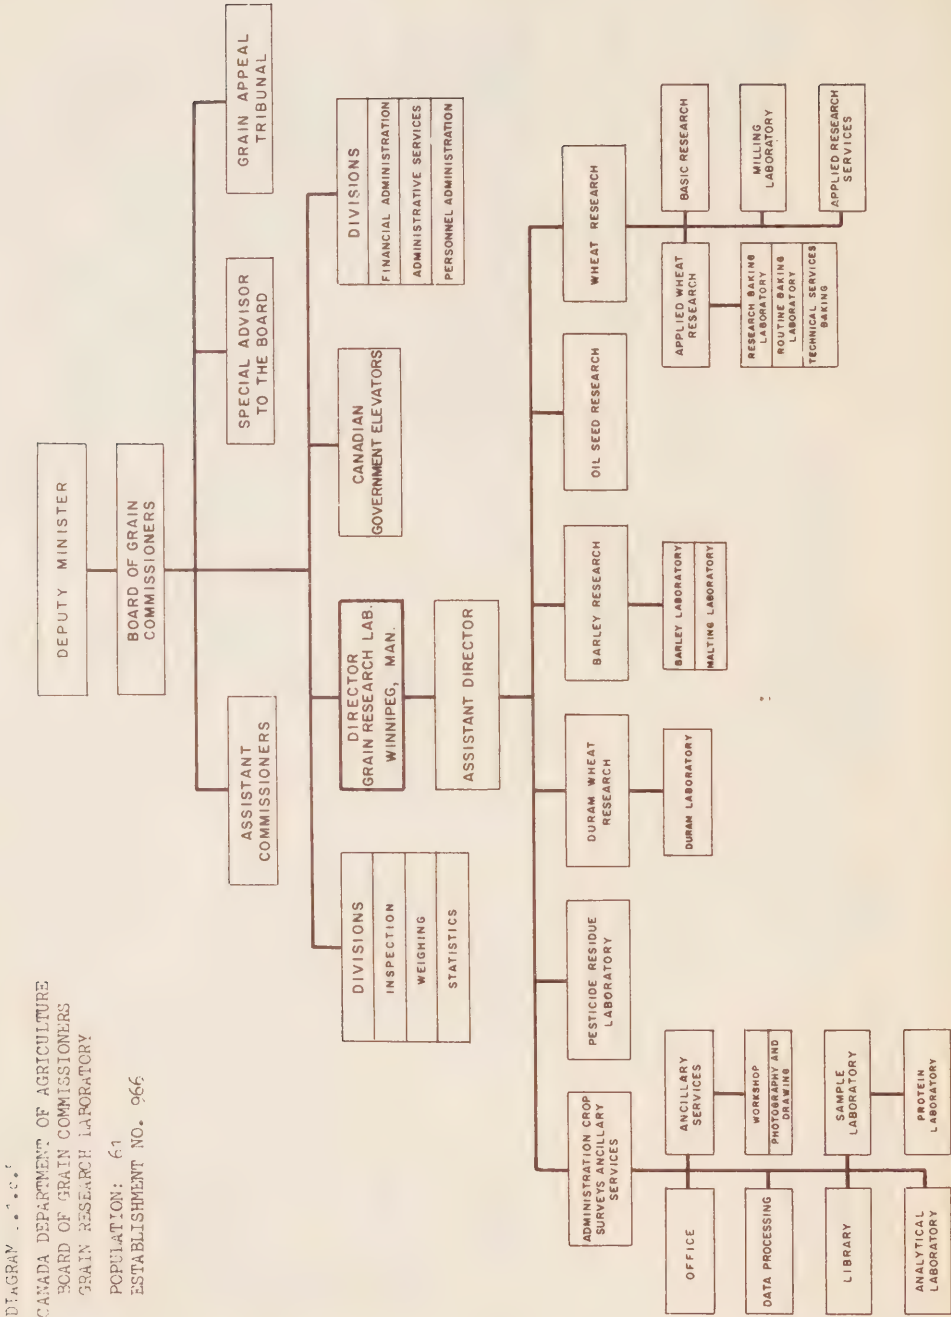 DIAGRAM
CANADA DEPARTMENT OF AGRICULTURE
BOARD OF GRAIN COMMISSIONERS
GRAIN RESEARCH LABORATORY
POPULATION: 61
ESTABLISHMENT NO. 966
DEPUTY MINISTER
BOARD OF GRAIN
COMMISSIONERS
ASSISTANT
COMMISSIONERS
SPECIAL ADVISOR
TO THE BOARD
GRAIN APPEAL
TRIBUNAL
DIVISIONS
INSPECTION
WEIGHING
STATISTICS
DIRECTOR
GRAIN RESEARCH LAB.
WINNIPEG, MAN.
CANADIAN
GOVERNMENT ELEVATORS
DIVISIONS
FINANCIAL ADMINISTRATION
ADMINISTRATIVE SERVICES
PERSONNEL ADMINISTRATION
ASSISTANT DIRECTOR
ADMINISTRATION CROP
SURVEYS ANCILLARY
SERVICES
PESTICIDE RESIDUE
LABORATORY
DURAM WHEAT
RESEARCH
BARLEY RESEARCH
OIL SEED RESEARCH
WHEAT RESEARCH
OFFICE
ANCILLARY
SERVICES
WORKSHOP
PHOTOGRAPHY AND
DRAWING
DATA PROCESSING
LIBRARY
SAMPLE
LABORATORY
PROTEIN
LABORATORY
ANALYTICAL
LABORATORY
DURAM LABORATORY
BARLEY LABORATORY
MALTING LABORATORY
APPLIED WHEAT
RESEARCH
RESEARCH BAKING
LABORATORY
ROUTINE BAKING
LABORATORY
TECHNICAL SERVICES
BAKING
BASIC RESEARCH
MILLING
LABORATORY
APPLIED RESEARCH
SERVICES